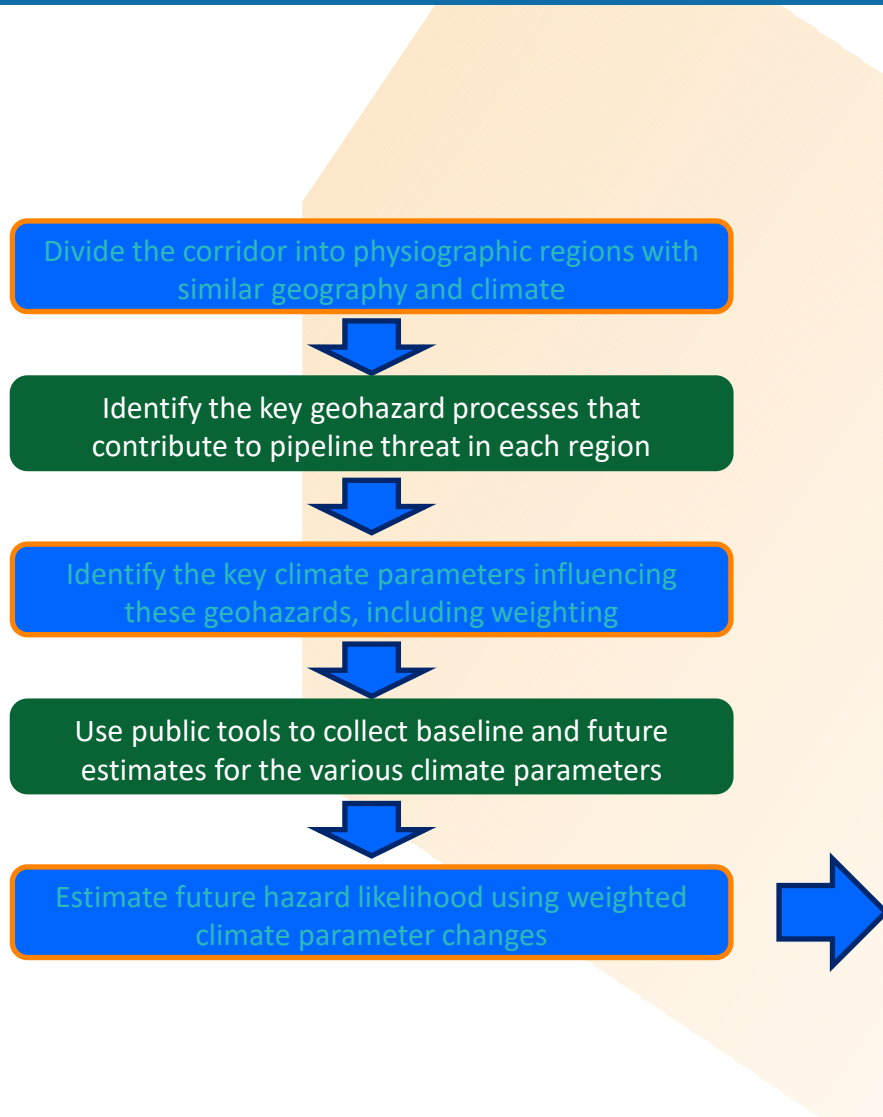 Divide the corridor into physiographic regions with
similar geography and climate
Identify the key geohazard processes that
contribute to pipeline threat in each region
Identify the key climate parameters influencing
these geohazards, including weighting
Use public tools to collect baseline and future
estimates for the various climate parameters
Estimate future hazard likelihood using weighted
climate parameter changes